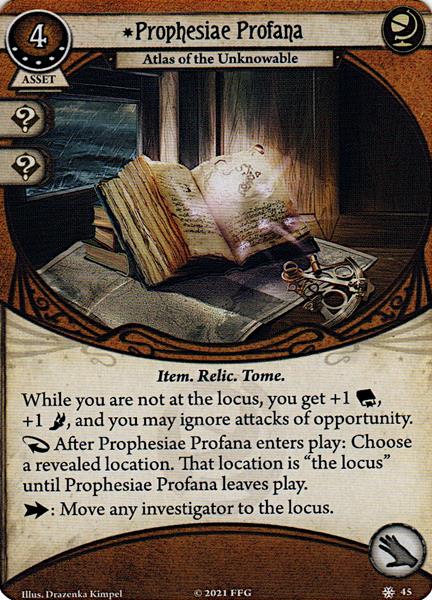 4
Prophesiae Profana
Atlas of the Unknowable
ASSET
?
?
Item. Relic. Tome.
While you are not at the locus, you get +1 ,
+1 , and you may ignore attacks of opportunity.
After Prophesiae Profana enters play: Choose
a revealed location. That location is “the locus”
until Prophesiae Profana leaves play.
: Move any investigator to the locus.
Illus. Drazenka Kimpel
© 2021 FFG
45